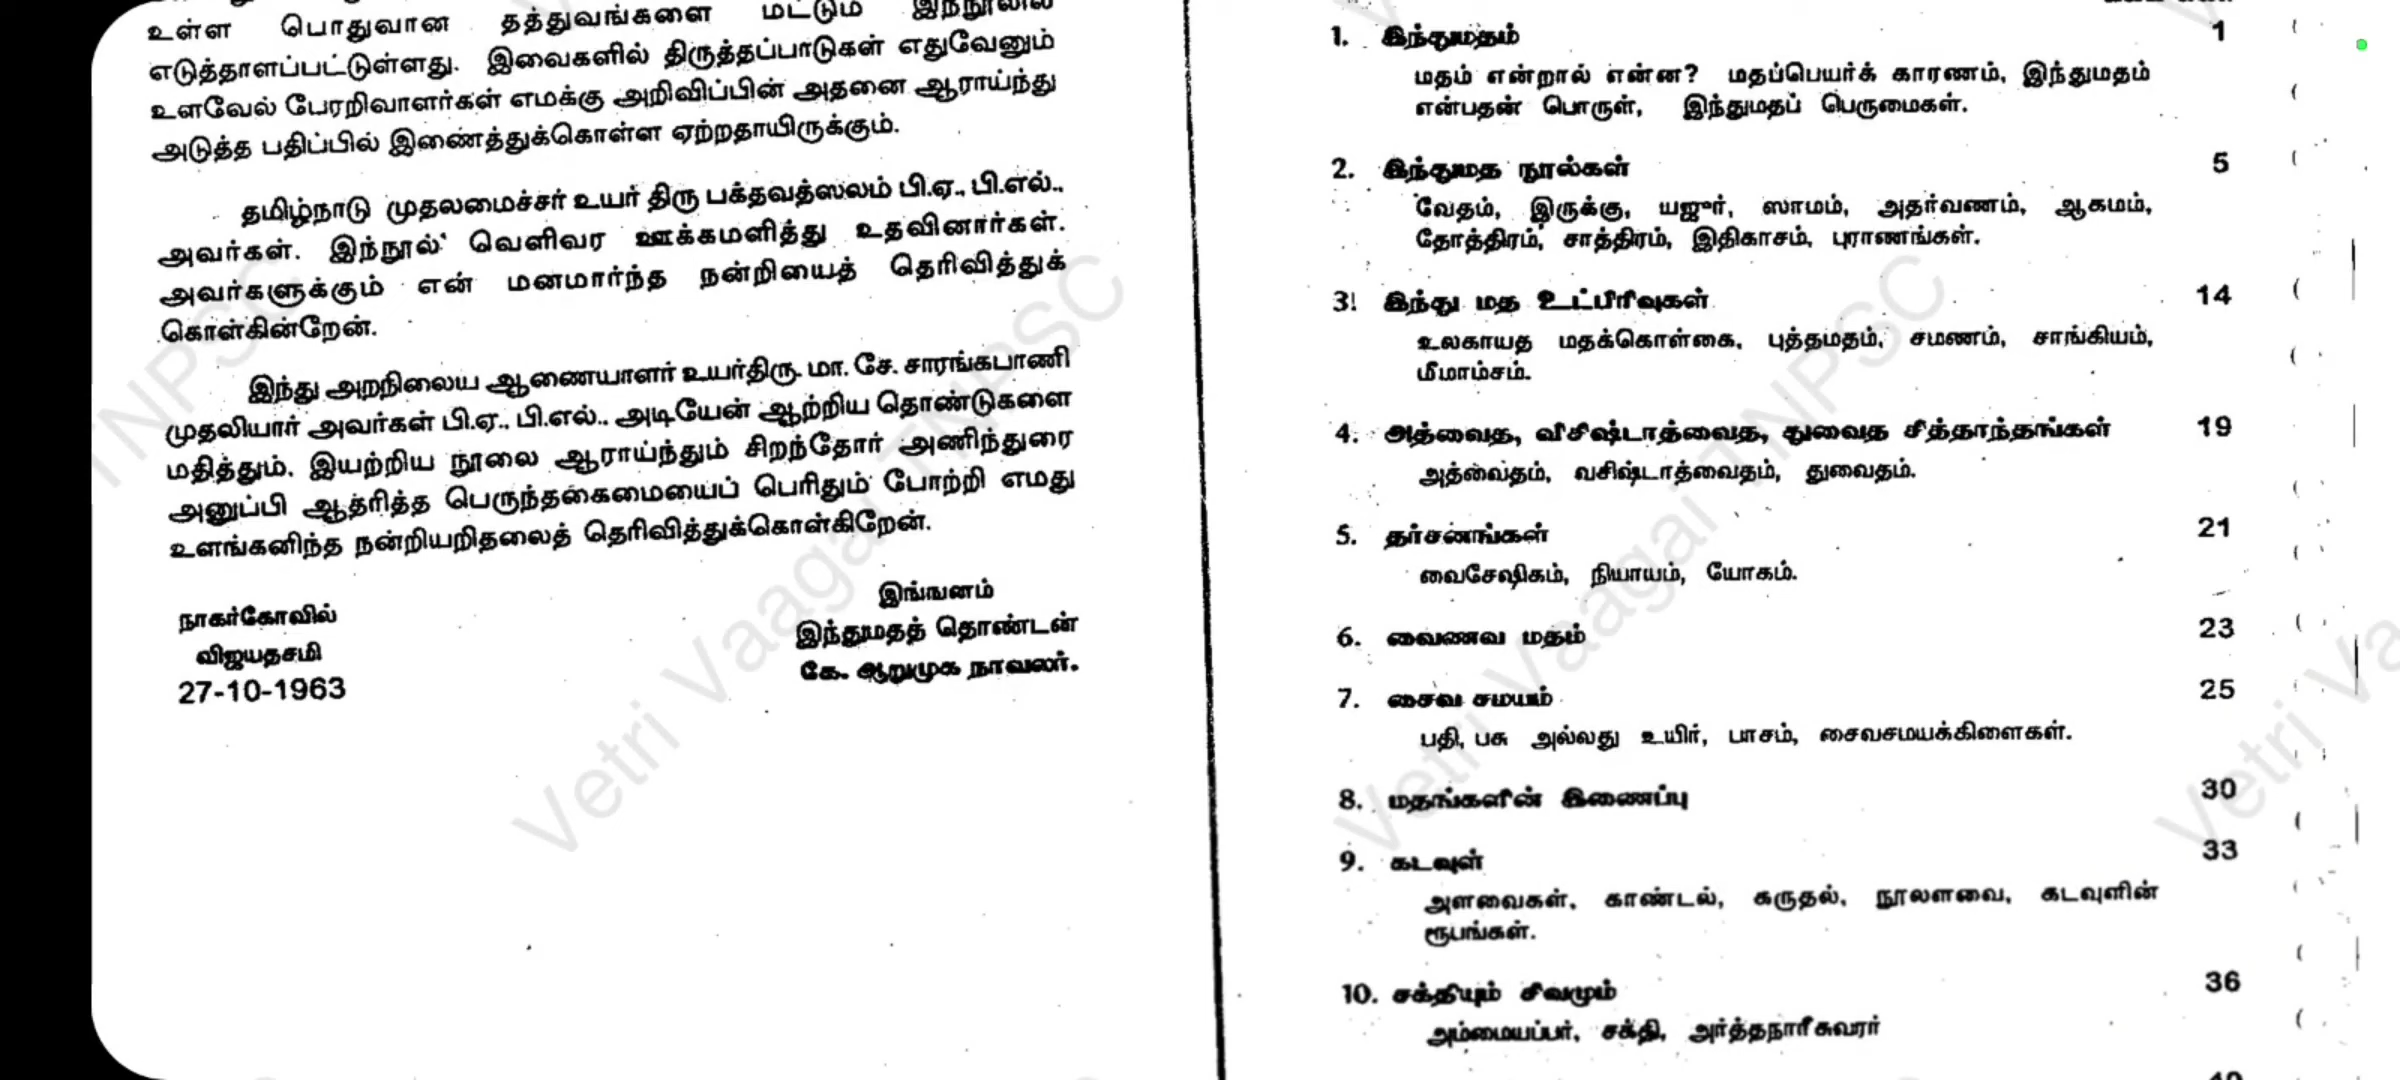 உள்ள பொதுவான தத்துவங்களை மட்டும் இந்நூலில்
எடுத்தாளப்பட்டுள்ளது. இவைகளில் திருத்தப்பாடுகள் எதுவேனும்
உளவேல் பேரறிவாளர்கள் எமக்கு அறிவிப்பின் அதனை ஆராய்ந்து
அடுத்த பதிப்பில் இணைத்துக்கொள்ள ஏற்றதாயிருக்கும்.
தமிழ்நாடு முதலமைச்சர் உயர் திரு பக்தவத்ஸலம் பி.ஏ., பி.எல்.,
அவர்கள். இந்நூல் வெளிவர ஊக்கமளித்து உதவினார்கள்.
அவர்களுக்கும் என் மனமார்ந்த நன்றியைத் தெரிவித்துக்
கொள்கின்றேன்.
இந்து அறநிலைய ஆணையாளர் உயர்திரு. மா. சே. சாரங்கபாணி
முதலியார் அவர்கள் பி.ஏ., பி.எல்., அடியேன் ஆற்றிய தொண்டுகளை
மதித்தும், இயற்றிய நூலை ஆராய்ந்தும் சிறந்தோர் அணிந்துரை
அனுப்பி ஆத்ரித்த பெருந்தகைமையைப் பெரிதும் போற்றி எமது
உளங்கனிந்த நன்றியறிதலைத் தெரிவித்துக்கொள்கிறேன்.
இங்ஙனம்
நாகர்கோவில்
இந்துமதத் தொண்டன்
விஜயதசமி
கே. ஆறுமுக நாவலர்.
27-10-1963
1. இந்துமதம் 1
மதம் என்றால் என்ன? மதப்பெயர்க் காரணம், இந்துமதம்
என்பதன் பொருள், இந்துமதப் பெருமைகள்.
2. இந்துமத நூல்கள் 5
வேதம், இருக்கு, யஜுர், ஸாமம், அதர்வணம், ஆகமம்,
தோத்திரம், சாத்திரம், இதிகாசம், புராணங்கள்.
3! இந்து மத உட்பிரிவுகள் 14
உலகாயத மதக்கொள்கை, புத்தமதம், சமணம், சாங்கியம்,
மீமாம்சம்.
4. அத்வைத, விசிஷ்டாத்வைத, துவைத சித்தாந்தங்கள் 19
அத்வைதம், வசிஷ்டாத்வைதம், துவைதம்.
5. தர்சனங்கள் 21
வைசேஷிகம், நியாயம், யோகம்.
6. வைணவ மதம் 23
7. சைவ சமயம் 25
பதி, பசு அல்லது உயிர், பாசம், சைவசமயக்கிளைகள்.
8. மதங்களின் இணைப்பு 30
9. கடவுள் 33
அளவைகள், காண்டல், கருதல், நூலளவை, கடவுளின்
ரூபங்கள்.
10. சக்தியும் சிவமும் 36
அம்மையப்பர், சக்தி, அர்த்தநாரீசுவரர்
Vetri Vaagai TNPSC
Vetri Vaagai TNPSC